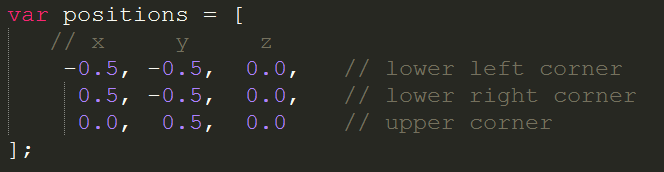 var positions = [
   // x     y     z
    -0.5, -0.5,  0.0,   // lower left corner
     0.5, -0.5,  0.0,   // lower right corner
     0.0,  0.5,  0.0    // upper corner
];